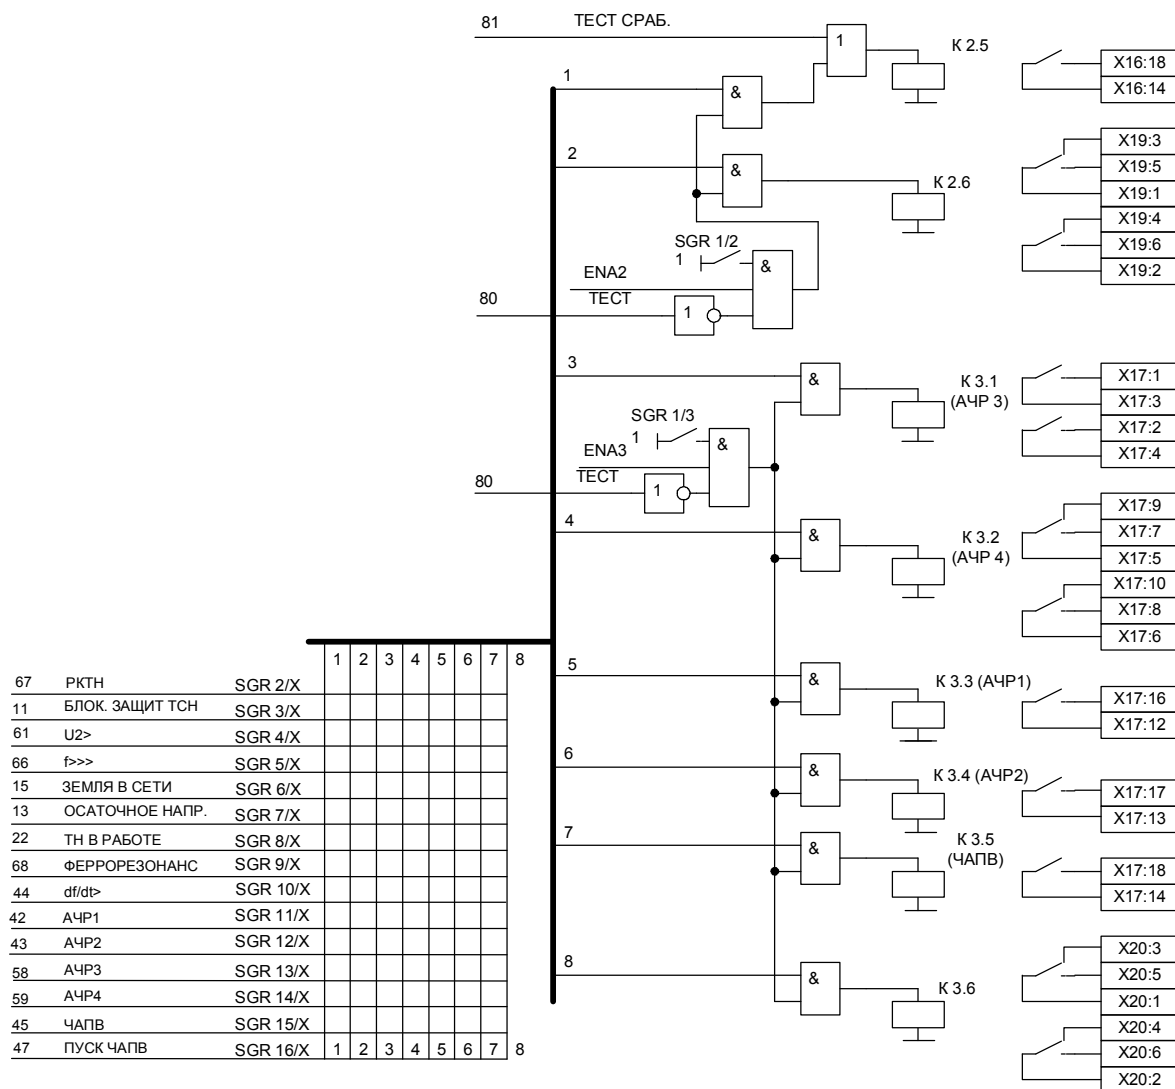 81 ТЕСТ СРАБ.
1
К 2.5
X16:18
X16:14
1
&
2
&
К 2.6
X19:3
X19:5
X19:1
X19:4
X19:6
X19:2
SGR 1/2
1
&
ENA2
80
ТЕСТ
1
3
&
К 3.1
(АЧР 3)
X17:1
X17:3
X17:2
X17:4
SGR 1/3
1
&
ENA3
80
ТЕСТ
1
4
&
К 3.2
(АЧР 4)
X17:9
X17:7
X17:5
X17:10
X17:8
X17:6
5
&
К 3.3 (АЧР1)
X17:16
X17:12
6
&
К 3.4 (АЧР2)
X17:17
X17:13
7
&
К 3.5
(ЧАПВ)
X17:18
X17:14
8
&
К 3.6
X20:3
X20:5
X20:1
X20:4
X20:6
X20:2
1 2 3 4 5 6 7 8
67 РКТН SGR 2/X
11 БЛОК. ЗАЩИТ ТСН SGR 3/X
61 U2> SGR 4/X
66 f>>> SGR 5/X
15 ЗЕМЛЯ В СЕТИ SGR 6/X
13 ОСАТОЧНОЕ НАПР. SGR 7/X
22 ТН В РАБОТЕ SGR 8/X
68 ФЕРРОРЕЗОНАНС SGR 9/X
44 df/dt> SGR 10/X
42 АЧР1 SGR 11/X
43 АЧР2 SGR 12/X
58 АЧР3 SGR 13/X
59 АЧР4 SGR 14/X
45 ЧАПВ SGR 15/X
47 ПУСК ЧАПВ SGR 16/X 1 2 3 4 5 6 7 8